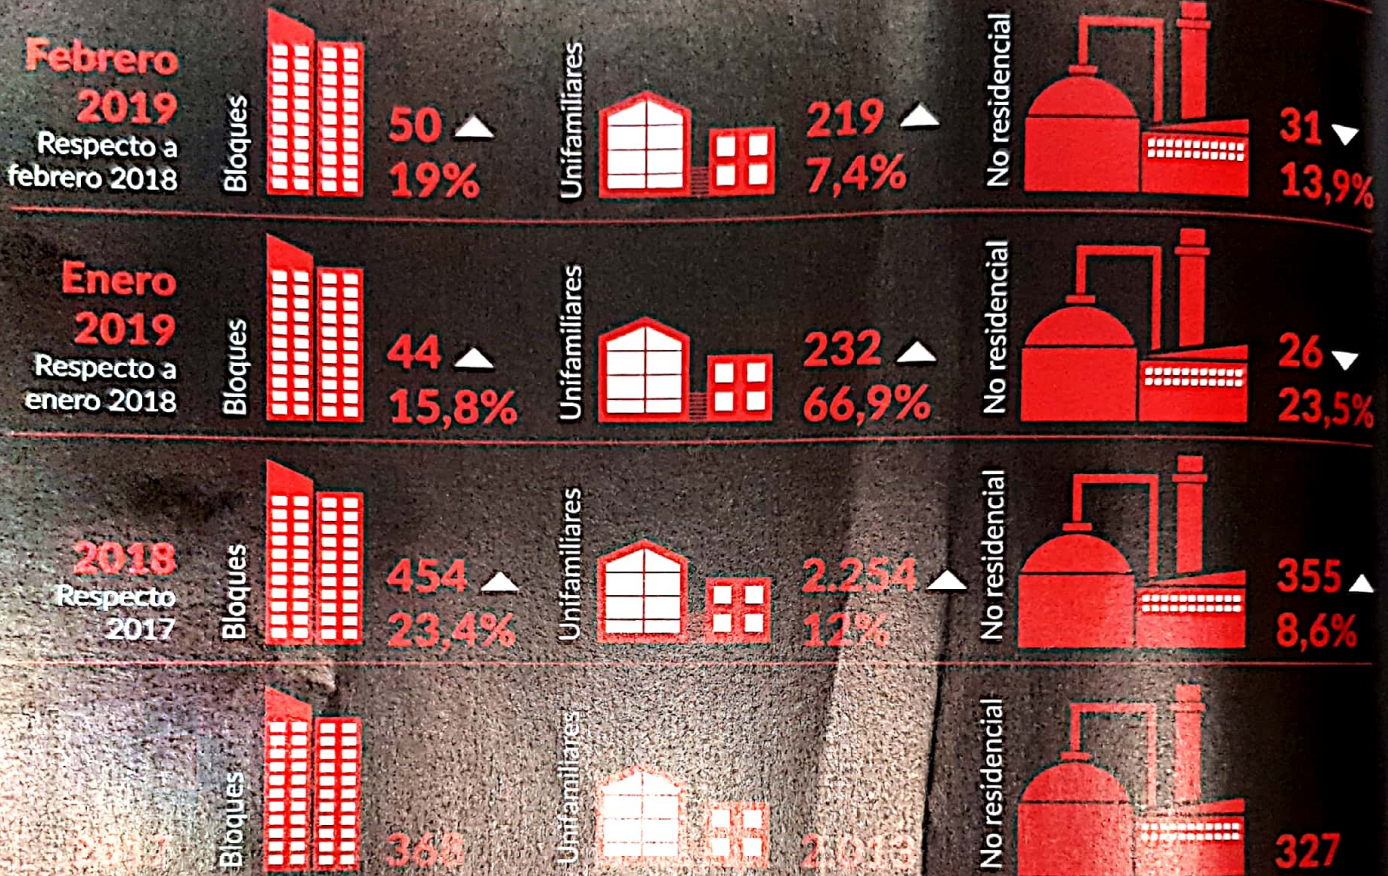 Febrero
2019
Respecto a
febrero 2018
Bloques
50
19%
Unifamiliares
219
7,4%
No residencial
31
13,9%
Enero
2019
Respecto a
enero 2018
Bloques
44
15,8%
Unifamiliares
232
66,9%
No residencial
26
23,5%
2018
Respecto
2017
Bloques
454
23,4%
Unifamiliares
2.254
12%
No residencial
355
8,6%
2017
Bloques
368
Unifamiliares
2.013
No residencial
327